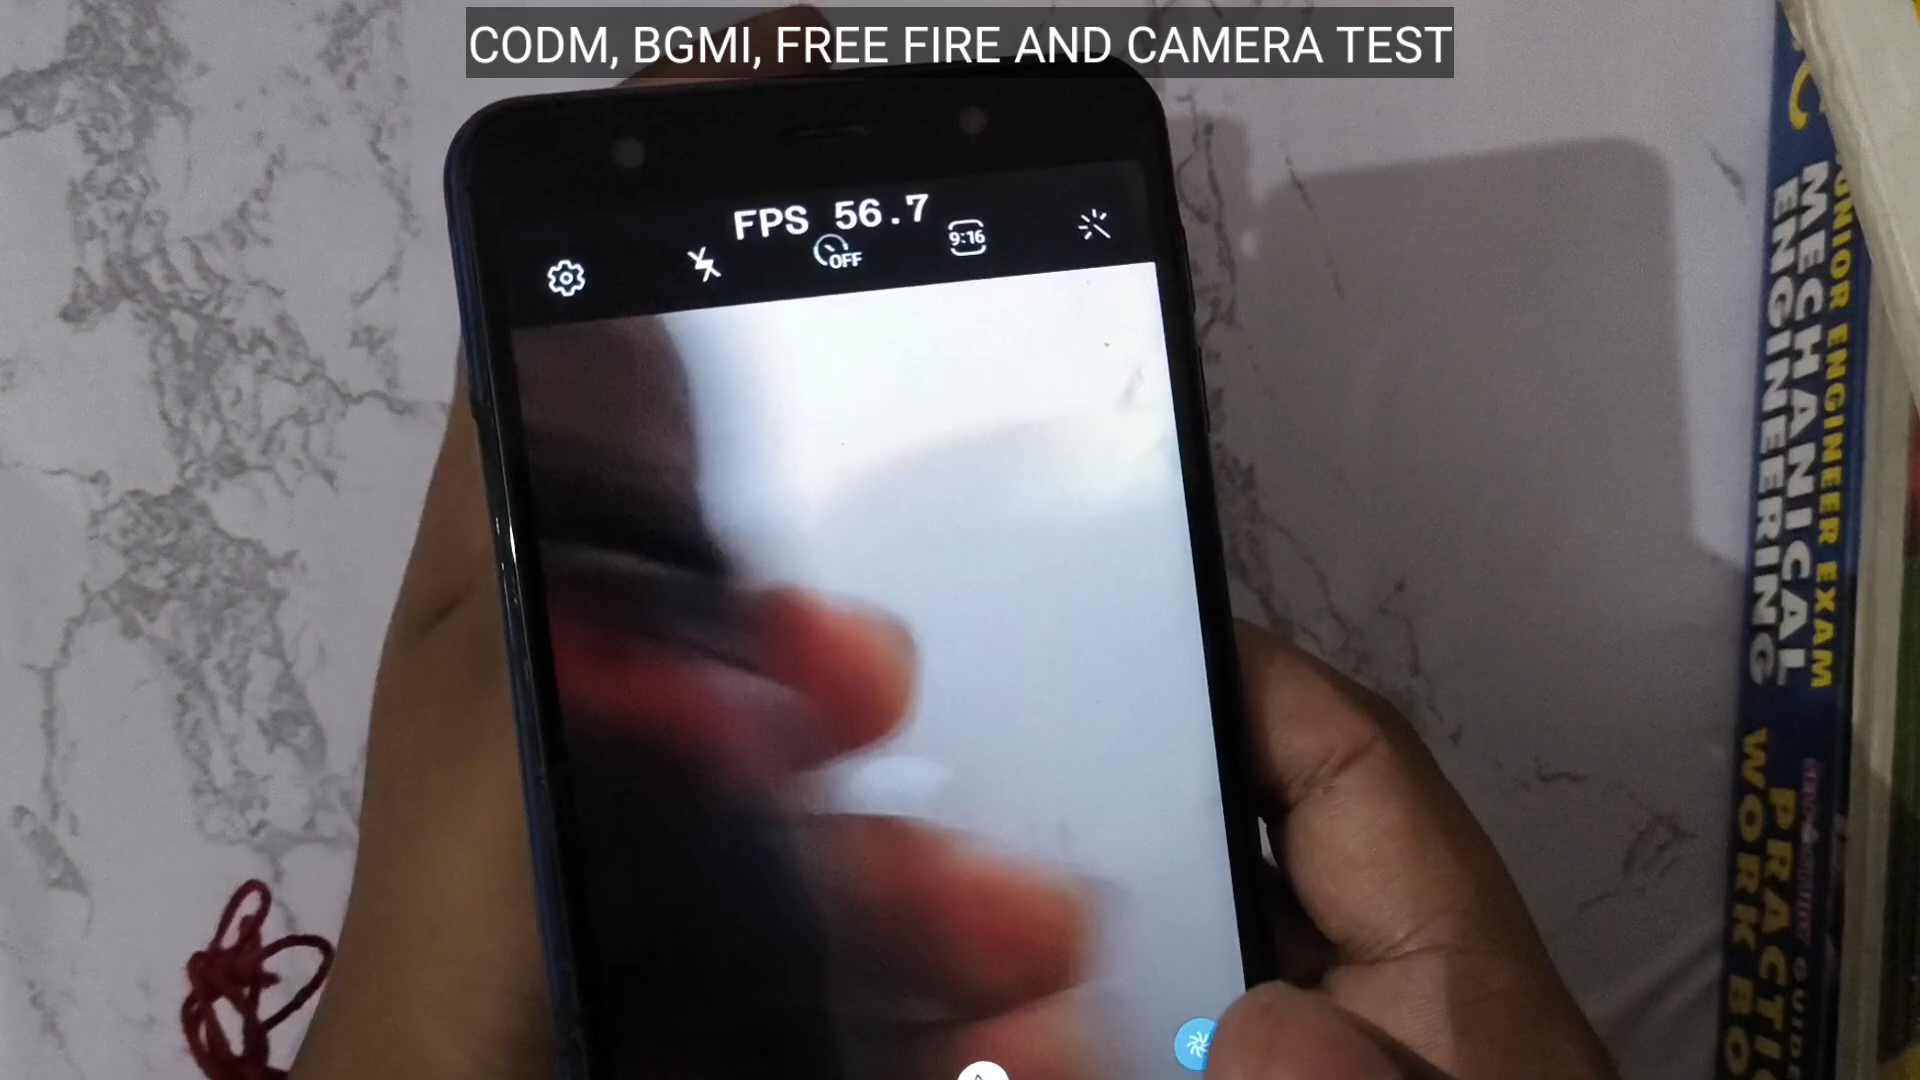 CODM, BGMI, FREE FIRE AND CAMERA TEST
FPS 56.7
OFF
9:16
JUNIOR ENGINEER EXAM
MECHANICAL
ENGINEERING
PRACTI
WORK BO